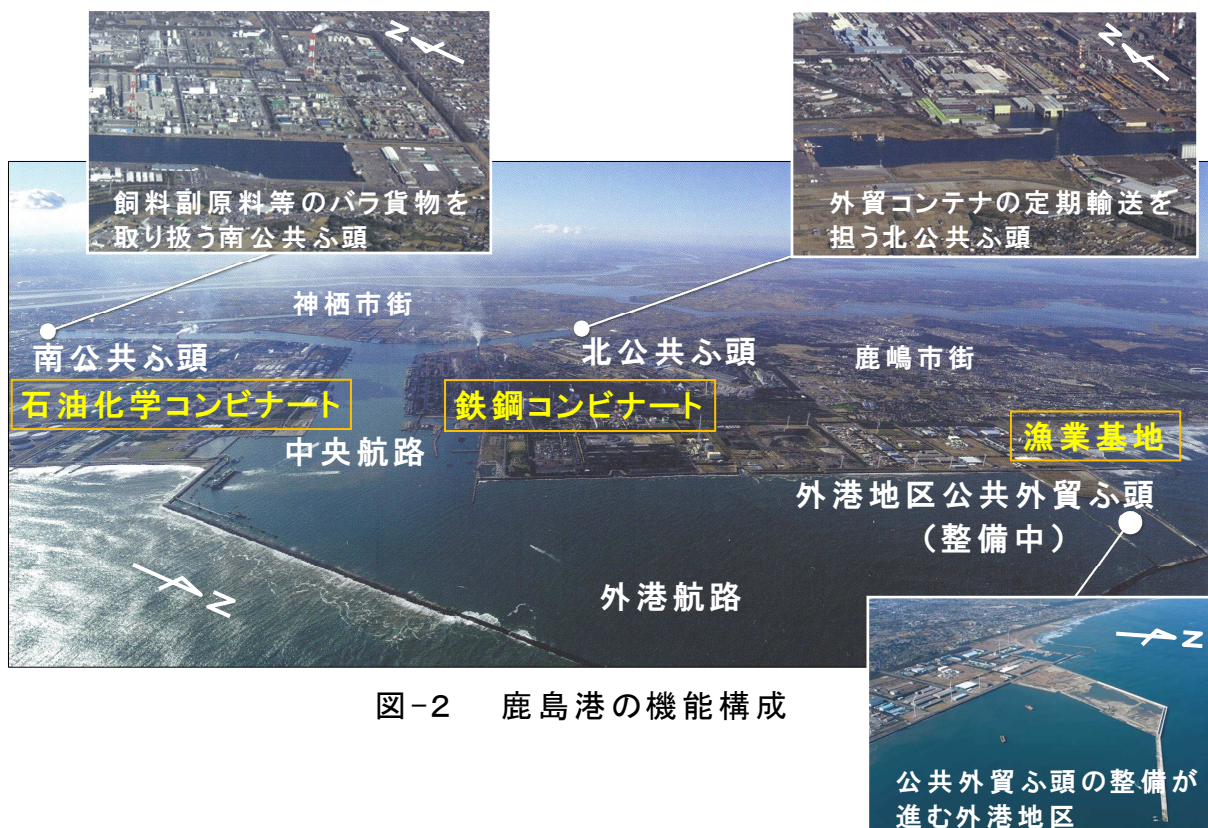 飼料副原料等のバラ貨物を
取り扱う南公共ふ頭
外貿コンテナの定期輸送を
担う北公共ふ頭
神栖市街
南公共ふ頭
北公共ふ頭
鹿嶋市街
石油化学コンビナート
鉄鋼コンビナート
漁業基地
中央航路
外港地区公共外貿ふ頭
（整備中）
外港航路
公共外貿ふ頭の整備が
進む外港地区
図-2 鹿島港の機能構成
N
N
N
N